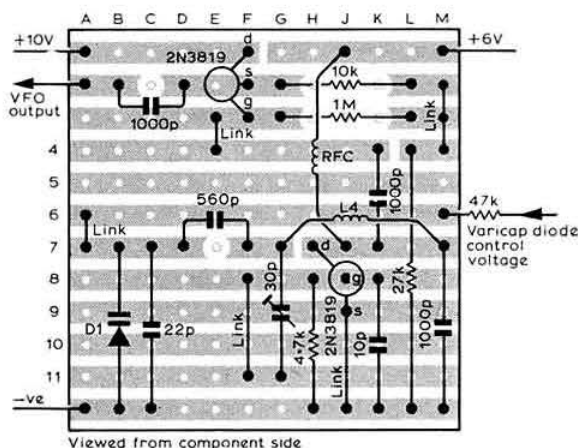 A B C D E F G H J K L M
+10V
2N3819
d
+6V
VFO
output
s
10k
1000p
g
1M
Link
Link
4
RFC
1000p
5
560p
L4
47k
6
Link
Varicap diode
control
voltage
7
d
8
30p
g
27k
9
D1
22p
Link
4·7k
2N3819
s
10p
1000p
10
Link
11
-ve
Viewed from component side